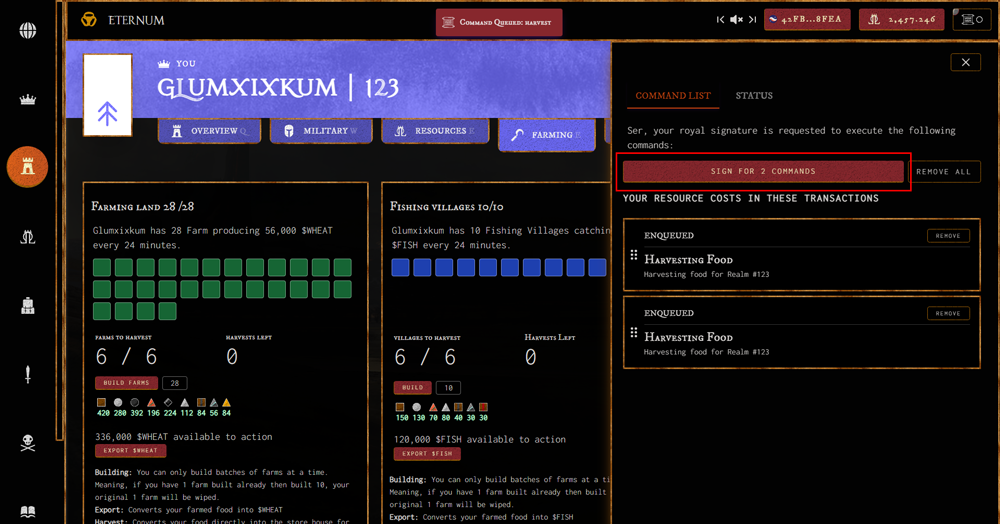 ETERNUM
Command Queued: harvest
42FB...8FEA
2,457.246
0
YOU
GLUMXIXKUM | 123
OVERVIEW Q
MILITARY W
RESOURCES E
FARMING R
COMMAND LIST
STATUS
Ser, your royal signature is requested to execute the following
commands:
SIGN FOR 2 COMMANDS
REMOVE ALL
YOUR RESOURCE COSTS IN THESE TRANSACTIONS
ENQUEUED
REMOVE
Harvesting Food
Harvesting food for Realm #123
ENQUEUED
REMOVE
Harvesting Food
Harvesting food for Realm #123
Farming land 28 /28
Glumxixkum has 28 Farm producing 56,000 $WHEAT
every 24 minutes.
FARMS TO HARVEST
HARVESTS LEFT
6 / 6
0
BUILD FARMS
28
420 280 392 196 224 112 84 56 84
336,000 $WHEAT available to action
EXPORT $WHEAT
Building: You can only build batches of farms at a time.
Meaning, if you have 1 farm built already then built 10, your
original 1 farm will be wiped.
Export: Converts your farmed food into $WHEAT
Harvest: Converts your food directly into the store house for
Fishing villages 10/10
Glumxixkum has 10 Fishing Villages catchin
$FISH every 24 minutes.
VILLAGES TO HARVEST
Harvests Left
6 / 6
0
BUILD
10
150 130 70 80 40 30 30
120,000 $FISH available to action
EXPORT $FISH
Building: You can only build batches of farms
Meaning, if you have 1 farm built already then built
original 1 farm will be wiped.
Export: Converts your farmed food into $FISH